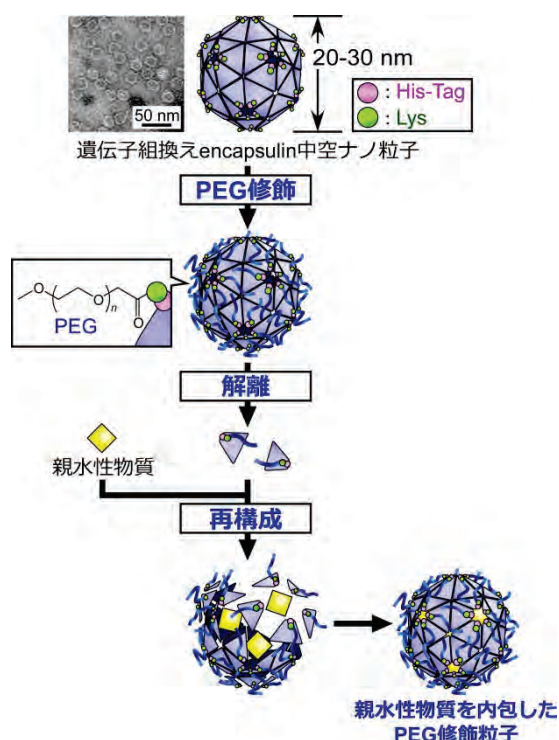 20-30 nm
50 nm
: His-Tag
: Lys
遺伝子組換えencapsulin中空ナノ粒子
PEG修飾
O
O
n
O
PEG
解離
親水性物質
再構成
親水性物質を内包した
PEG修飾粒子